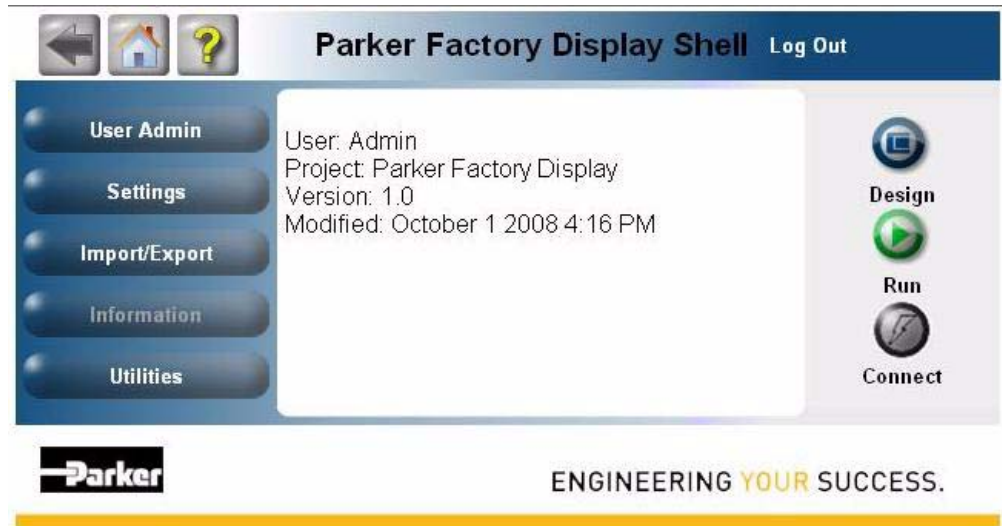 Parker Factory Display Shell Log Out
User Admin
Settings
Import/Export
Information
Utilities
User: Admin
Project: Parker Factory Display
Version: 1.0
Modified: October 1 2008 4:16 PM
Design
Run
Connect
Parker
ENGINEERING YOUR SUCCESS.